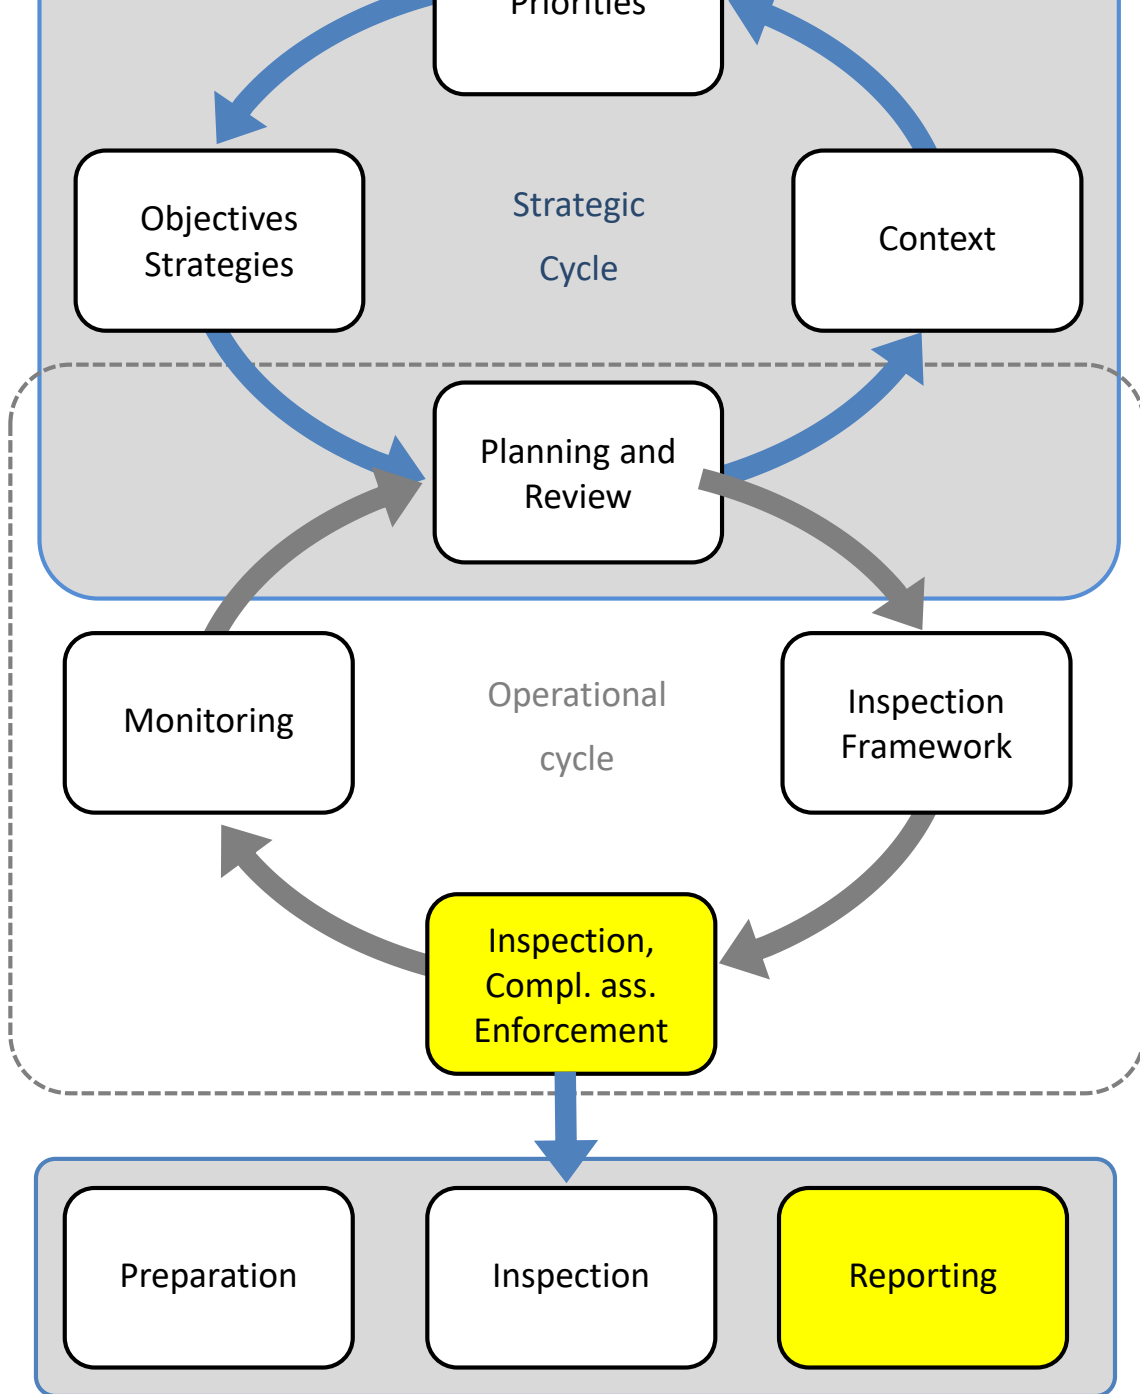 Priorities
Objectives
Strategies
Strategic
Cycle
Context
Planning and
Review
Monitoring
Operational
cycle
Inspection
Framework
Inspection,
Compl. ass.
Enforcement
Preparation
Inspection
Reporting